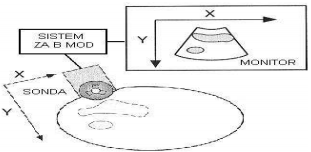 X
Y
MONITOR
SISTEM
ZA B MOD
X
SONDA
Y